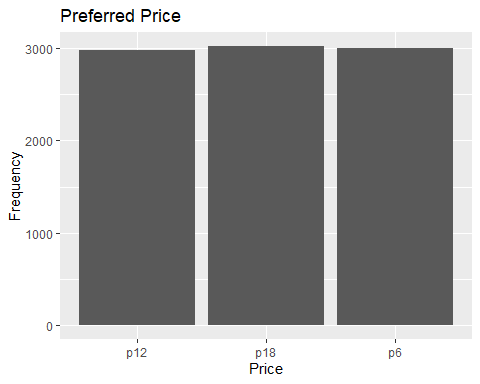 Preferred Price
3000
2000
1000
0
Frequency
p12 p18 p6
Price